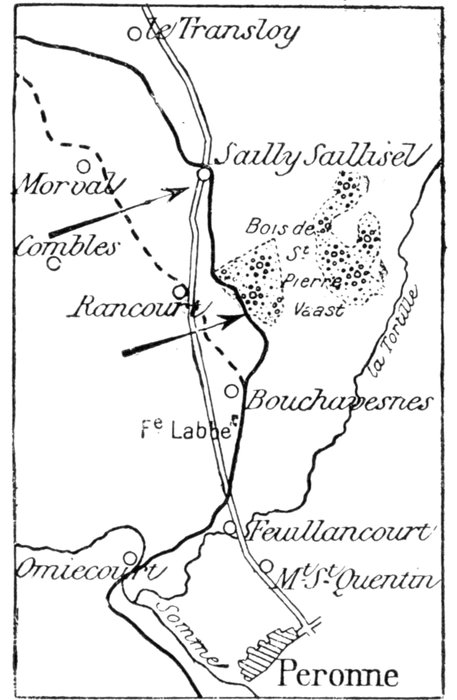 le Transloy
Sailly Saillisel
Morval
Bois de
St
Pierre
Vaast
Combles
Rancourt
la Tortille
Bouchavesnes
Fe Labbé
Feuillancourt
Omiecourt
Mt St Quentin
Somme
Peronne